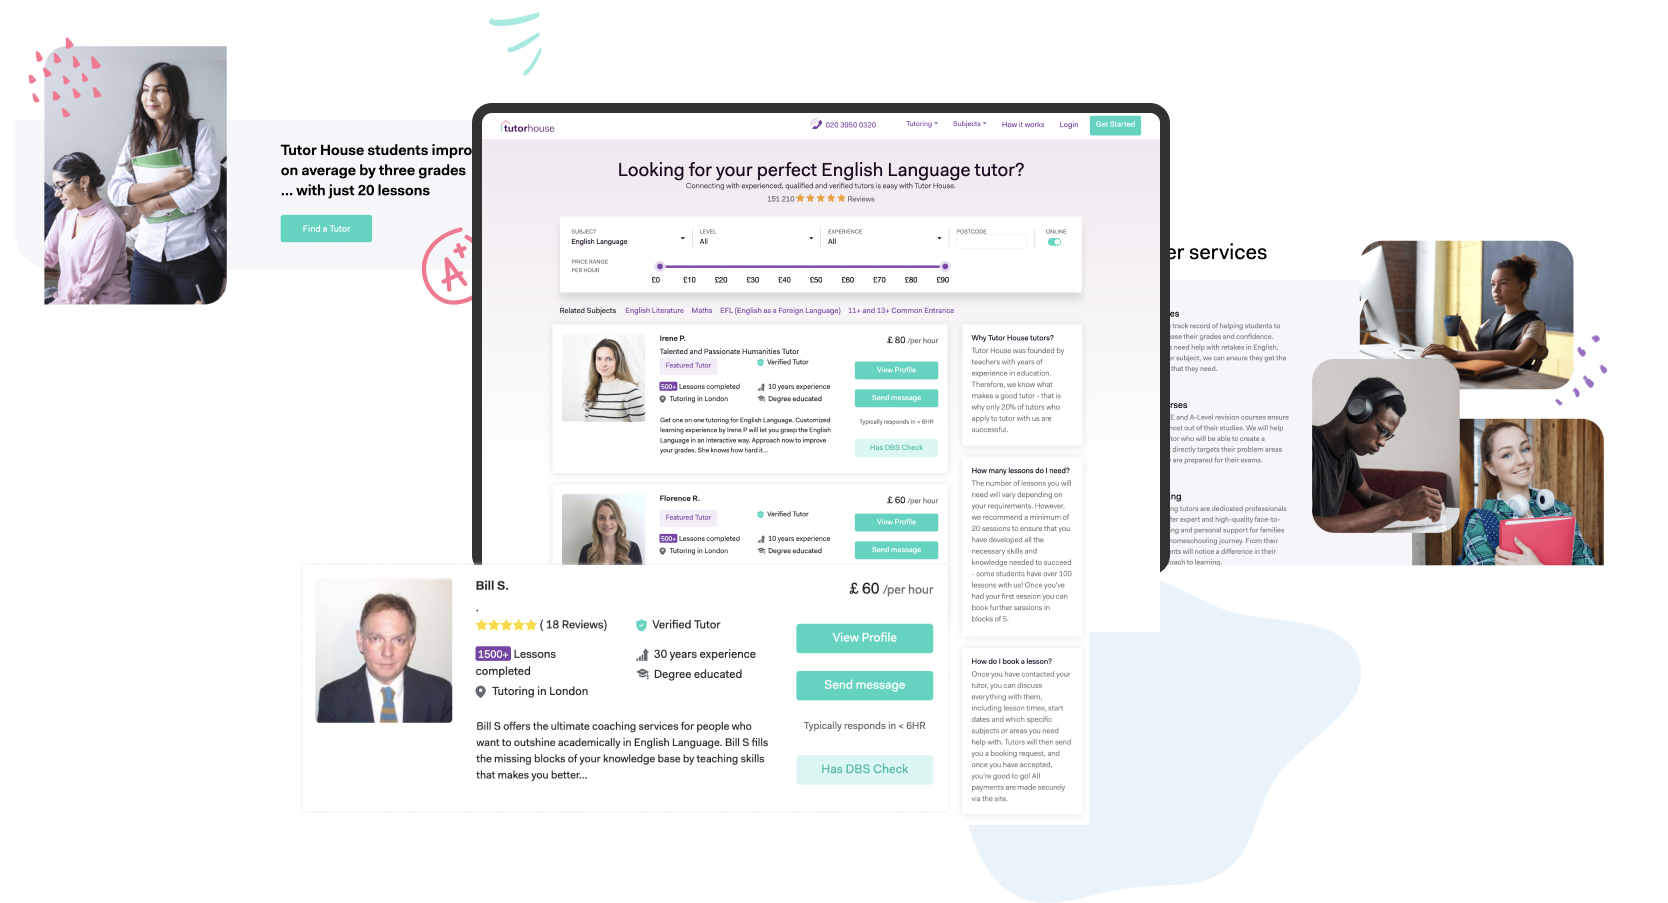 Tutor House students impro
on average by three grades
... with just 20 lessons
Find a Tutor
A+
tutorhouse
020 3950 0320
Tutoring
Subjects
How it works
Login
Get Started
Looking for your perfect English Language tutor?
Connecting with experienced, qualified and verified tutors is easy with Tutor House.
151 210 Reviews
SUBJECT
English Language
LEVEL
All
EXPERIENCE
All
POSTCODE
ONLINE
PRICE RANGE
PER HOUR
£0 £10 £20 £30 £40 £50 £60 £70 £80 £90
Related Subjects English Literature Maths EFL (English as a Foreign Language) 11+ and 13+ Common Entrance
Irene P.
Talented and Passionate Humanities Tutor
Featured Tutor
Verified Tutor
500+ Lessons completed
10 years experience
Tutoring in London
Degree educated
Get one on one tutoring for English Language. Customized
learning experience by Irene P will let you grasp the English
Language in an interactive way. Approach now to improve
your grades. She knows how hard it...
£ 80 /per hour
View Profile
Send message
Typically responds in < 6HR
Has DBS Check
Florence R.
Featured Tutor
Verified Tutor
500+ Lessons completed
10 years experience
Tutoring in London
Degree educated
£ 60 /per hour
View Profile
Send message
Bill S.
.
( 18 Reviews)
Verified Tutor
1500+ Lessons
completed
30 years experience
Degree educated
Tutoring in London
Bill S offers the ultimate coaching services for people who
want to outshine academically in English Language. Bill S fills
the missing blocks of your knowledge base by teaching skills
that makes you better...
£ 60 /per hour
View Profile
Send message
Typically responds in < 6HR
Has DBS Check
Why Tutor House tutors?
Tutor House was founded by
teachers with years of
experience in education.
Therefore, we know what
makes a good tutor - that is
why only 20% of tutors who
apply to tutor with us are
successful.
How many lessons do I need?
The number of lessons you will
need will vary depending on
your requirements. However,
we recommend a minimum of
20 sessions to ensure that you
have developed all the
necessary skills and
knowledge needed to succeed
- some students have over 100
lessons with us! Once you've
had your first session you can
book further sessions in
blocks of 5.
How do I book a lesson?
Once you have contacted your
tutor, you can discuss
everything with them,
including lesson times, start
dates and which specific
subjects or areas you need
help with. Tutors will then send
you a booking request, and
once you have accepted,
you're good to go! All
payments are made securely
via the site.
er services
es
track record of helping students to
ase their grades and confidence.
need help with retakes in English,
er subject, we can ensure they get the
that they need.
rses
E and A-Level revision courses ensure
most out of their studies. We will help
tor who will be able to create a
directly targets their problem areas
are prepared for their exams.
ng
ng tutors are dedicated professionals
fer expert and high-quality face-to-
ng and personal support for families
homeschooling journey. From their
ents will notice a difference in their
roach to learning.